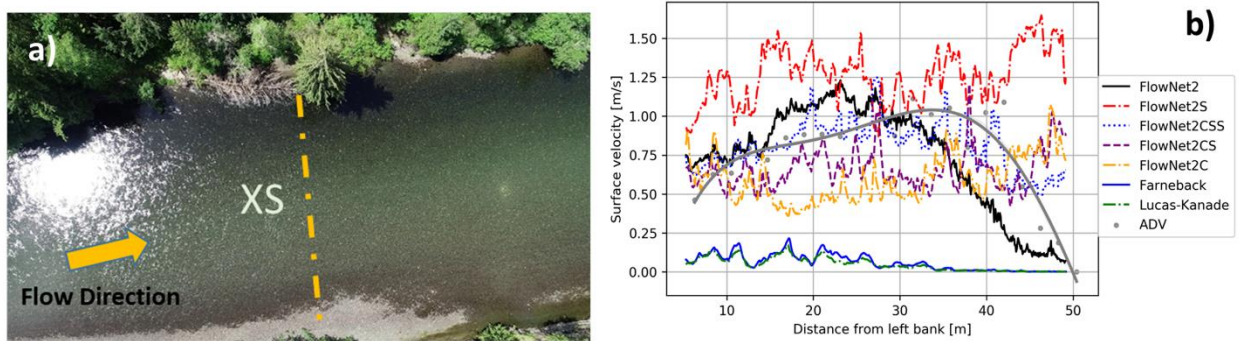 a)
XS
Flow Direction
b)
Surface velocity [m/s]
1.50
1.25
1.00
0.75
0.50
0.25
0.00
10
20
30
40
50
Distance from left bank [m]
FlowNet2
FlowNet2S
FlowNet2CSS
FlowNet2CS
FlowNet2C
Farneback
Lucas-Kanade
ADV